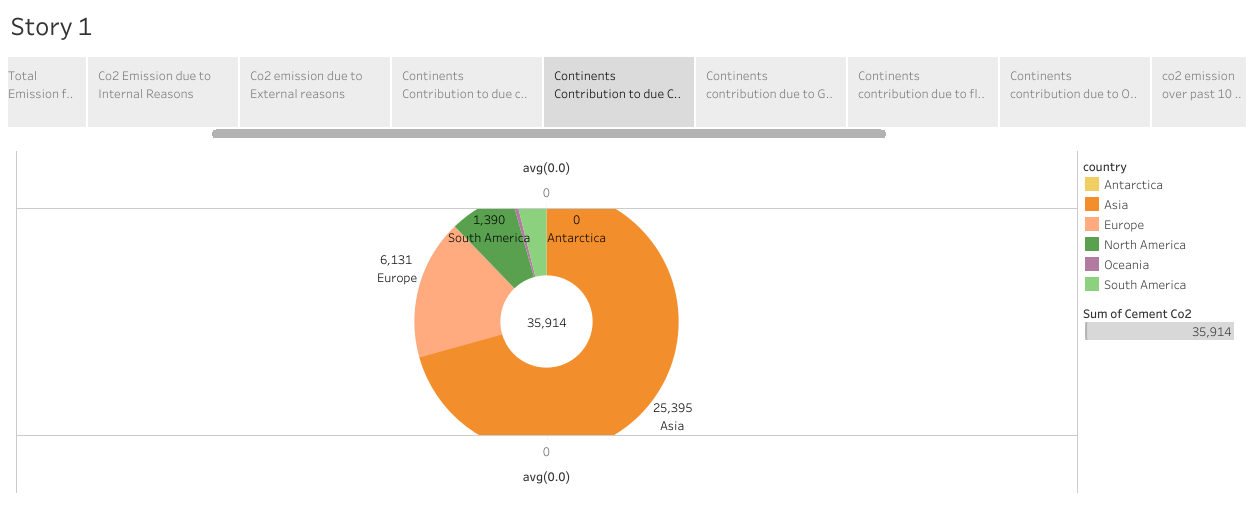 Story 1
Total
Emission f..
Co2 Emission due to
Internal Reasons
Co2 emission due to
External reasons
Continents
Contribution to due c..
Continents
Contribution to due C..
Continents
contribution due to G..
Continents
contribution due to fl..
Continents
contribution due to O..
co2 emission
over past 10 ..
avg(0.0)
0
1,390
South America
0
Antarctica
6,131
Europe
35,914
25,395
Asia
0
avg(0.0)
country
Antarctica
Asia
Europe
North America
Oceania
South America
Sum of Cement Co2
35,914